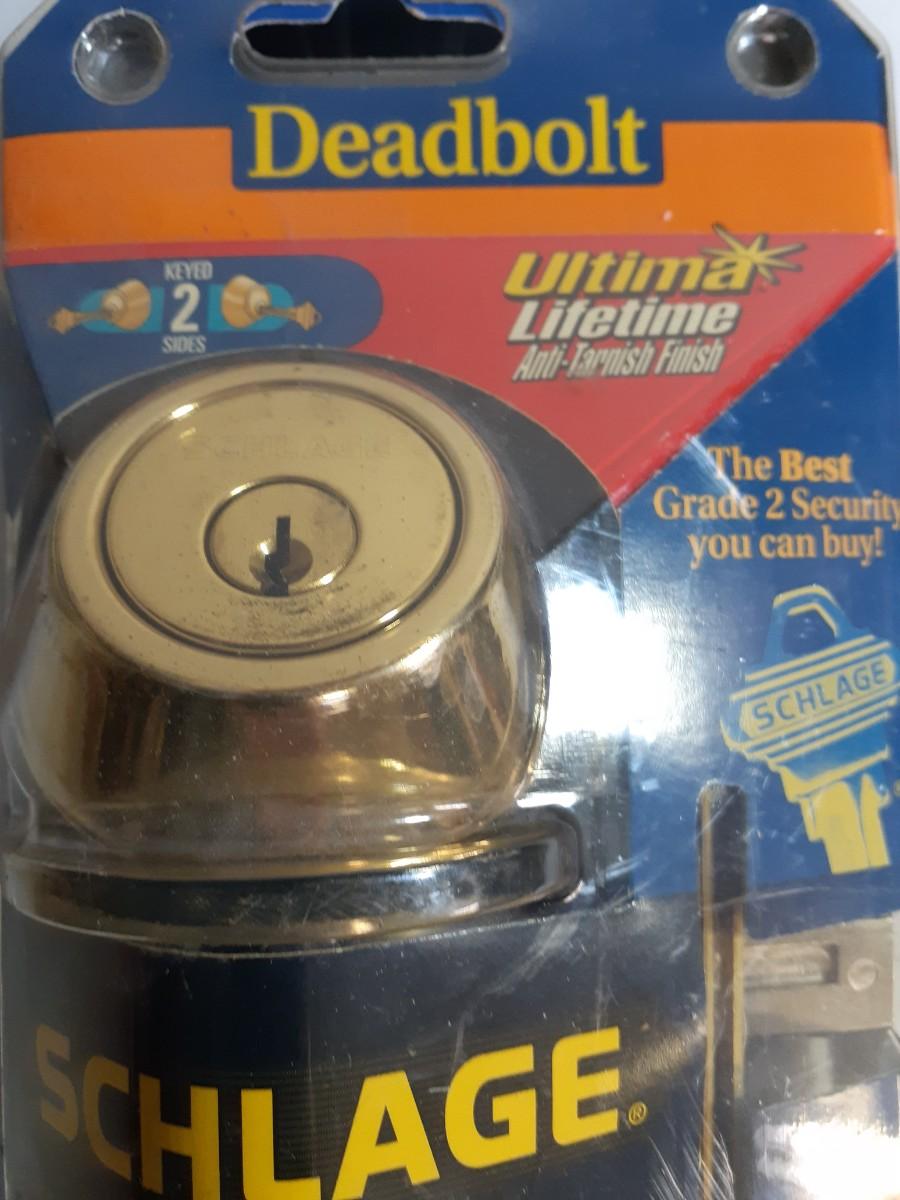 Deadbolt
KEYED
2
SIDES
Ultima
Lifetime
Anti-Tarnish Finish
SCHLAGE
The Best
Grade 2 Security
you can buy!
SCHLAGE
SCHLAGE®